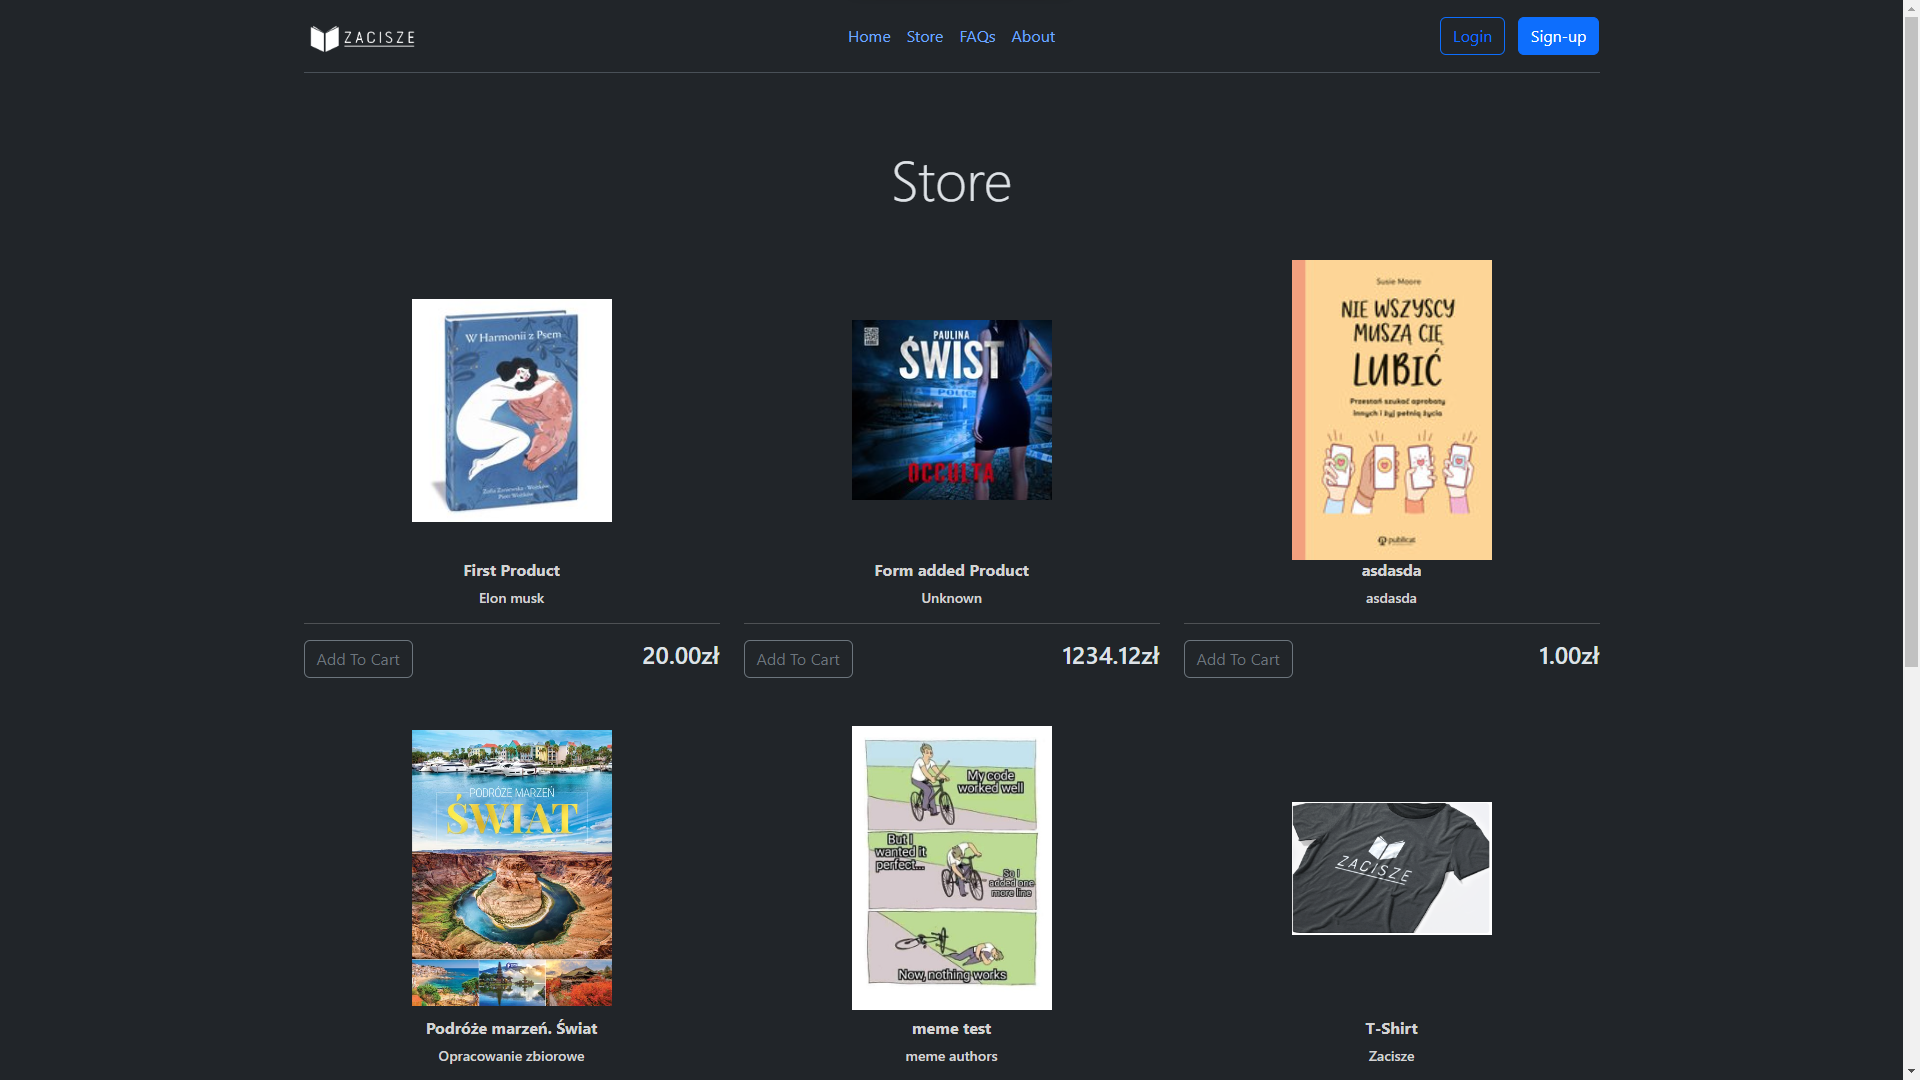 ZACISZE
Home Store FAQs About
Login Sign-up
Store
W Harmonii z Psem
PAULINA
ŚWIST
POLIC
OCCULTA
Susie Moore
NIE WSZYSCY
MUSZĄ CIĘ
LUBIĆ
Przestań szukać aprobaty
innych i żyj pełnią życia
publicat
First Product
Elon musk
Add To Cart 20.00zł
Form added Product
Unknown
Add To Cart 1234.12zł
asdasda
asdasda
Add To Cart 1.00zł
PODRÓŻE MARZEŃ
ŚWIAT
Podróże marzeń. Świat
Opracowanie zbiorowe
My code
worked well
But I
wanted it
perfect...
So I
added one
more line
Now, nothing works
meme test
meme authors
ZACISZE
T-Shirt
Zacisze